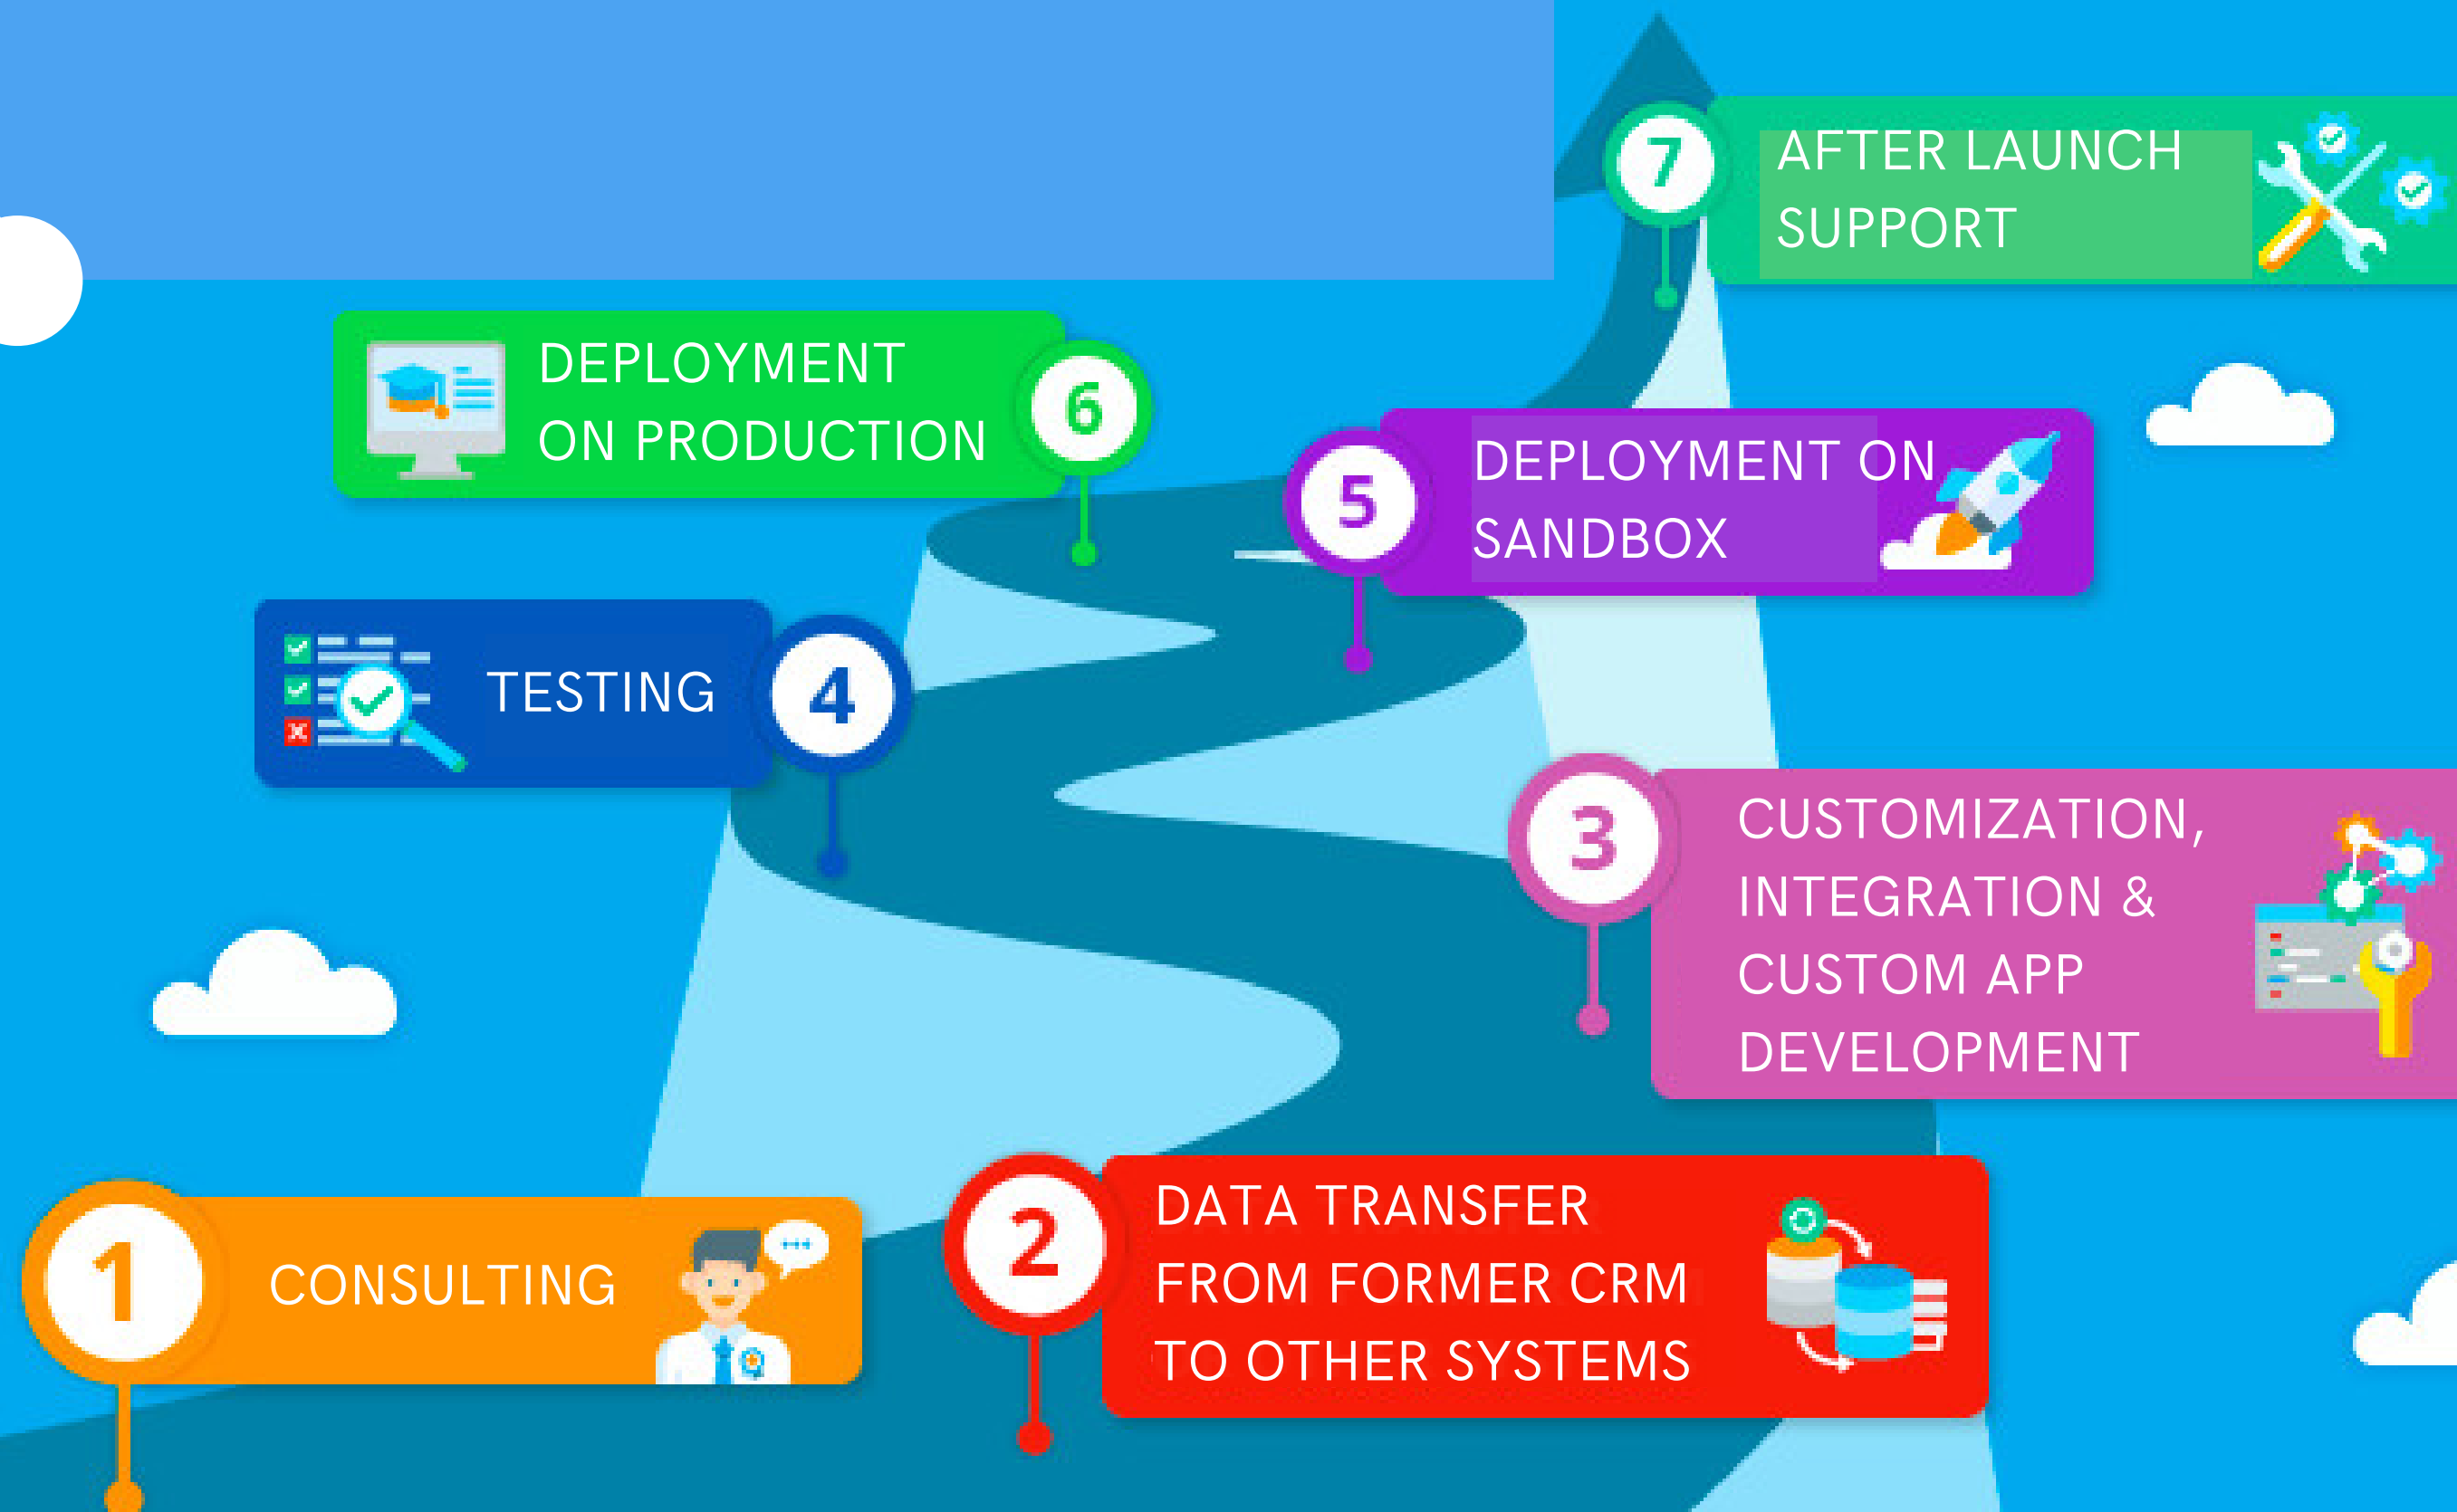 7
AFTER LAUNCH
SUPPORT
DEPLOYMENT
ON PRODUCTION
6
5
DEPLOYMENT ON
SANDBOX
TESTING
4
3
CUSTOMIZATION,
INTEGRATION &
CUSTOM APP
DEVELOPMENT
1
CONSULTING
2
DATA TRANSFER
FROM FORMER CRM
TO OTHER SYSTEMS